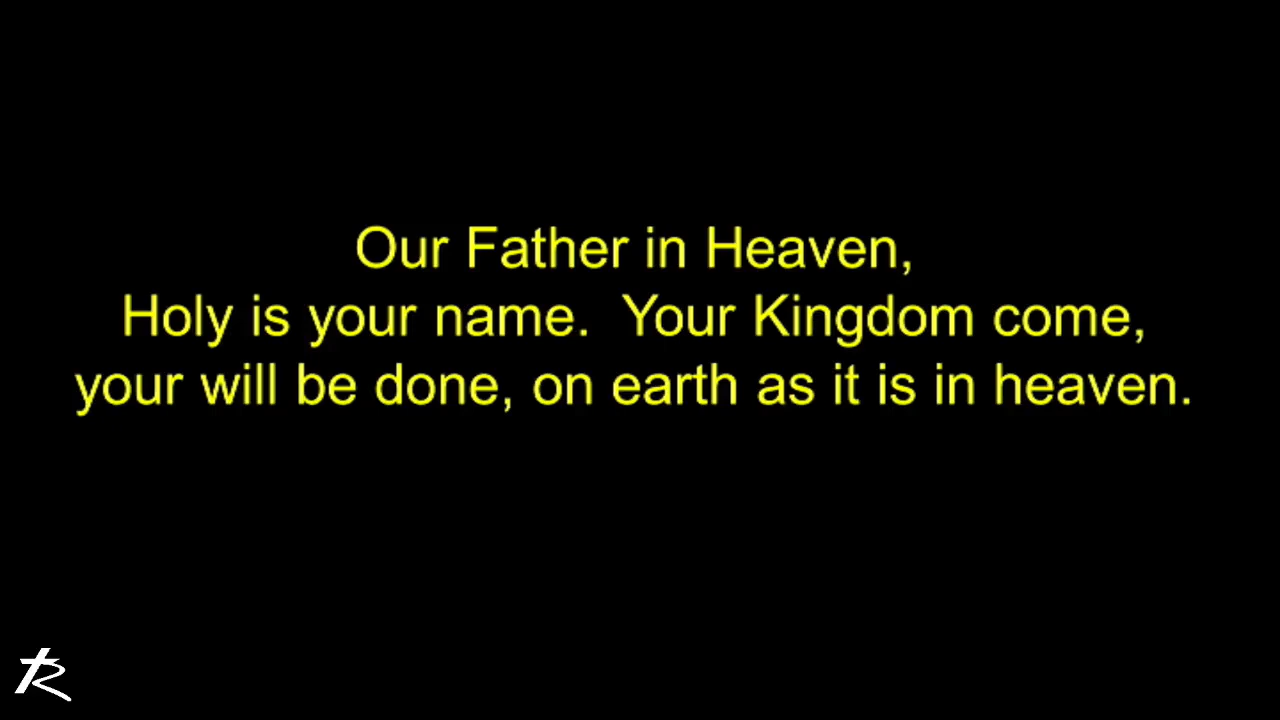 Our Father in Heaven,
Holy is your name.  Your Kingdom come,
your will be done, on earth as it is in heaven.